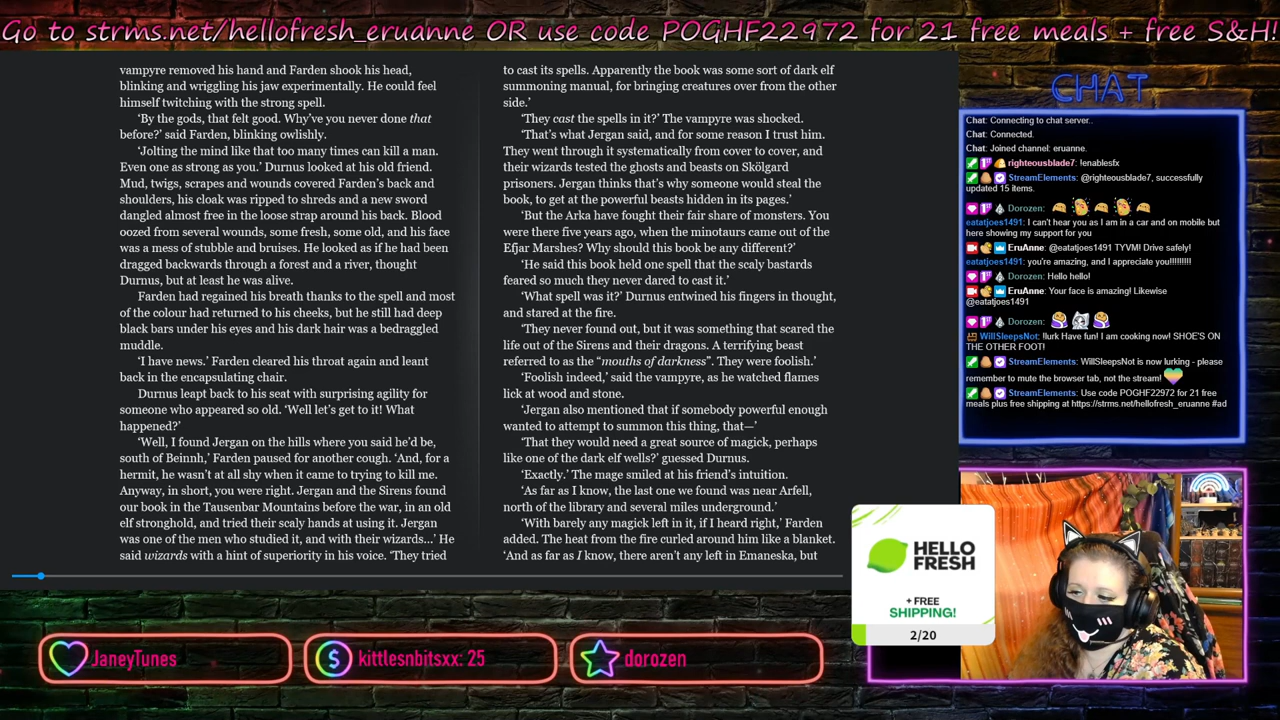 Go to strms.net/hellofresh_eruanne OR use code POGHF22972 for 21 free meals + free S&H!
vampyre removed his hand and Farden shook his head,
blinking and wriggling his jaw experimentally. He could feel
himself twitching with the strong spell.
‘By the gods, that felt good. Why’ve you never done that
before?’ said Farden, blinking owlishly.
‘Jolting the mind like that too many times can kill a man.
Even one as strong as you.’ Durnus looked at his old friend.
Mud, twigs, scrapes and wounds covered Farden’s back and
shoulders, his cloak was ripped to shreds and a new sword
dangled almost free in the loose strap around his back. Blood
oozed from several wounds, some fresh, some old, and his face
was a mess of stubble and bruises. He looked as if he had been
dragged backwards through a forest and a river, thought
Durnus, but at least he was alive.
Farden had regained his breath thanks to the spell and most
of the colour had returned to his cheeks, but he still had deep
black bars under his eyes and his dark hair was a bedraggled
muddle.
‘I have news.’ Farden cleared his throat again and leant
back in the encapsulating chair.
Durnus leapt back to his seat with surprising agility for
someone who appeared so old. ‘Well let’s get to it! What
happened?’
‘Well, I found Jergan on the hills where you said he’d be,
south of Beinnh,’ Farden paused for another cough. ‘And, for a
hermit, he wasn’t at all shy when it came to trying to kill me.
Anyway, in short, you were right. Jergan and the Sirens found
our book in the Tausenbar Mountains before the war, in an old
elf stronghold, and tried their scaly hands at using it. Jergan
was one of the men who studied it, and with their wizards...’ He
said wizards with a hint of superiority in his voice. ‘They tried
to cast its spells. Apparently the book was some sort of dark elf
summoning manual, for bringing creatures over from the other
side.’
‘They cast the spells in it?’ The vampyre was shocked.
‘That’s what Jergan said, and for some reason I trust him.
They went through it systematically from cover to cover, and
their wizards tested the ghosts and beasts on Skölgard
prisoners. Jergan thinks that’s why someone would steal the
book, to get at the powerful beasts hidden in its pages.’
‘But the Arka have fought their fair share of monsters. You
were there five years ago, when the minotaurs came out of the
Efjar Marshes? Why should this book be any different?’
‘He said this book held one spell that the scaly bastards
feared so much they never dared to cast it.’
‘What spell was it?’ Durnus entwined his fingers in thought,
and stared at the fire.
‘They never found out, but it was something that scared the
life out of the Sirens and their dragons. A terrifying beast
referred to as the “mouths of darkness”. They were foolish.’
‘Foolish indeed,’ said the vampyre, as he watched flames
lick at wood and stone.
‘Jergan also mentioned that if somebody powerful enough
wanted to attempt to summon this thing, that—’
‘That they would need a great source of magick, perhaps
like one of the dark elf wells?’ guessed Durnus.
‘Exactly.’ The mage smiled at his friend’s intuition.
‘As far as I know, the last one we found was near Arfell,
north of the library and several miles underground.’
‘With barely any magick left in it, if I heard right,’ Farden
added. The heat from the fire curled around him like a blanket.
‘And as far as I know, there aren’t any left in Emaneska, but
CHAT
Chat: Connecting to chat server..
Chat: Connected.
Chat: Joined channel: eruanne.
righteousblade7: !enablesfx
StreamElements: @righteousblade7, successfully
updated 15 items.
Dorozen:
eatatjoes1491: I can't hear you as I am in a car and on mobile but
here showing my support for you
EruAnne: @eatatjoes1491 TYVM! Drive safely!
eatatjoes1491: you're amazing, and I appreciate you!!!!!!!!!
Dorozen: Hello hello!
EruAnne: Your face is amazing! Likewise
@eatatjoes1491
Dorozen:
WillSleepsNot: !lurk Have fun! I am cooking now! SHOE'S ON
THE OTHER FOOT!
StreamElements: WillSleepsNot is now lurking - please
remember to mute the browser tab, not the stream!
StreamElements: Use code POGHF22972 for 21 free
meals plus free shipping at https://strms.net/hellofresh_eruanne #ad
HELLO
FRESH
+ FREE
SHIPPING!
2/20
JaneyTunes
kittlesnbitsxx: 25
dorozen